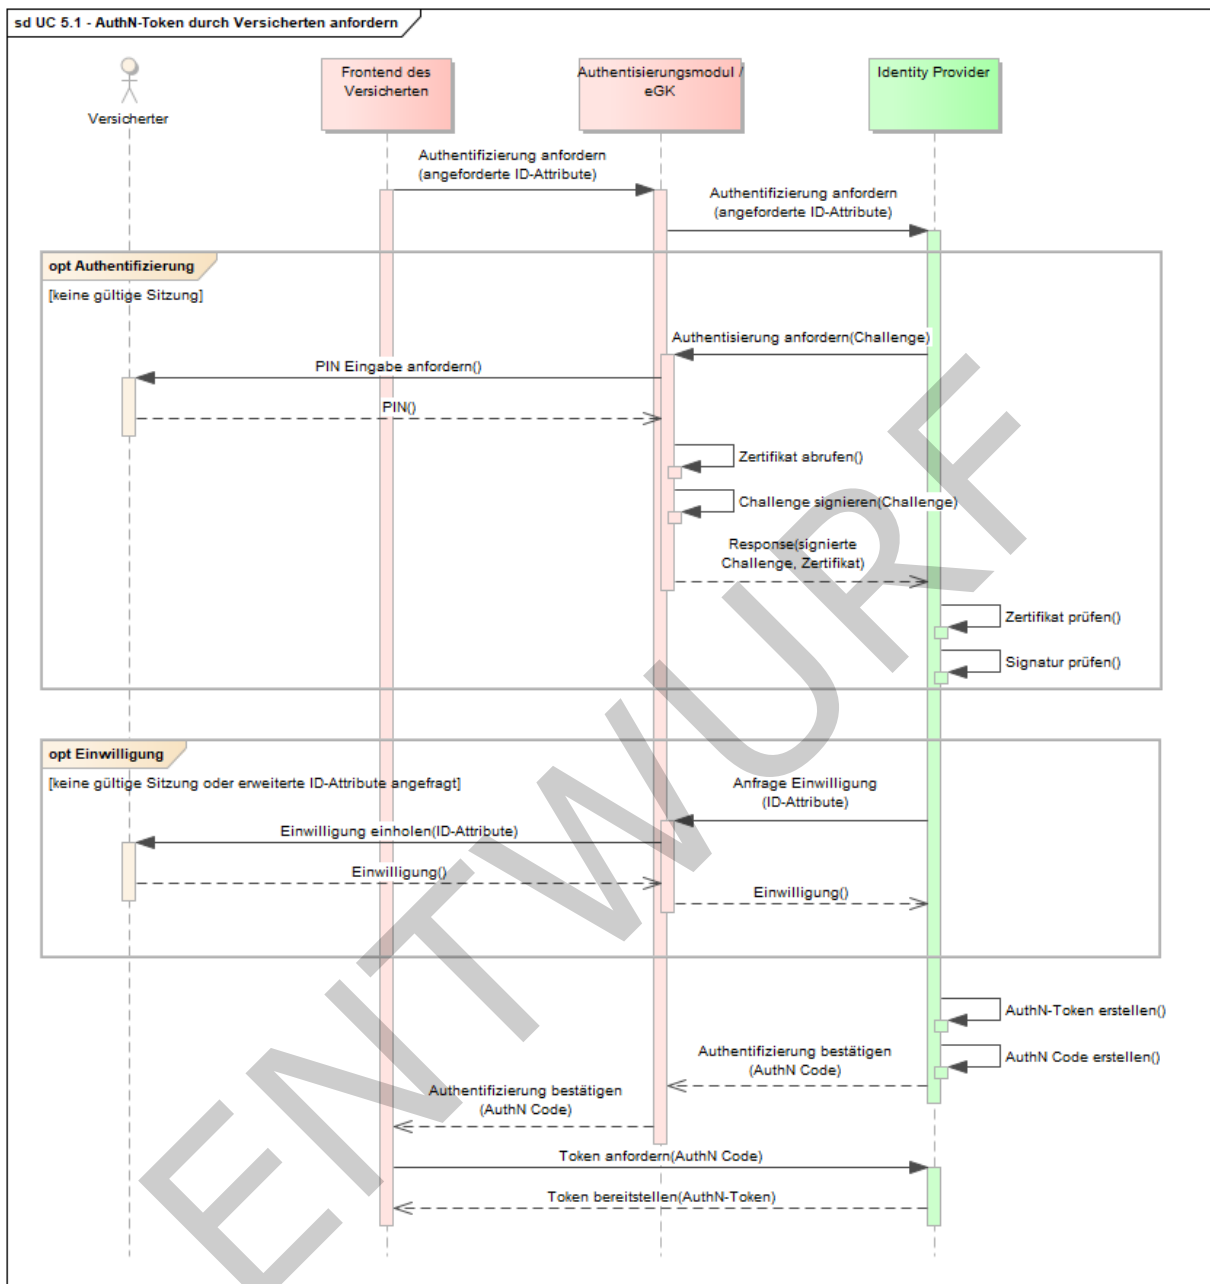 sd UC 5.1 - AuthN-Token durch Versicherten anfordern
Versicherter
Frontend des
Versicherten
Authentisierungsmodul /
eGK
Identity Provider
Authentifizierung anfordern
(angeforderte ID-Attribute)
Authentifizierung anfordern
(angeforderte ID-Attribute)
opt Authentifizierung
[keine gültige Sitzung]
Authentisierung anfordern(Challenge)
PIN Eingabe anfordern()
PIN()
Zertifikat abrufen()
Challenge signieren(Challenge)
Response(signierte
Challenge, Zertifikat)
Zertifikat prüfen()
Signatur prüfen()
opt Einwilligung
[keine gültige Sitzung oder erweiterte ID-Attribute angefragt]
Anfrage Einwilligung
(ID-Attribute)
Einwilligung einholen(ID-Attribute)
Einwilligung()
Einwilligung()
AuthN-Token erstellen()
AuthN Code erstellen()
Authentifizierung bestätigen
(AuthN Code)
Authentifizierung bestätigen
(AuthN Code)
Token anfordern(AuthN Code)
Token bereitstellen(AuthN-Token)
ENTWURF